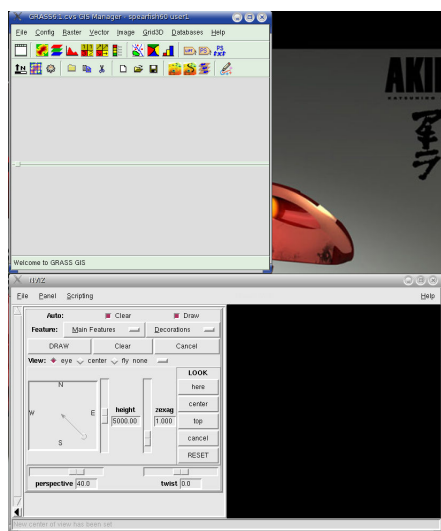 GRASS6.1.cvs GIS Manager - spearfish60 user1
File Config Raster Vector Image Grid3D Databases Help
Welcome to GRASS GIS
AKI
NVIZ
File Panel Scripting Help
Auto: Clear Draw
Feature: Main Features Decorations
DRAW Clear Cancel
View: eye center fly none
LOOK
here
center
top
cancel
RESET
N
W E
S
height
5000.00
zexag
1.000
perspective 40.0 twist 0.0
New center of view has been set